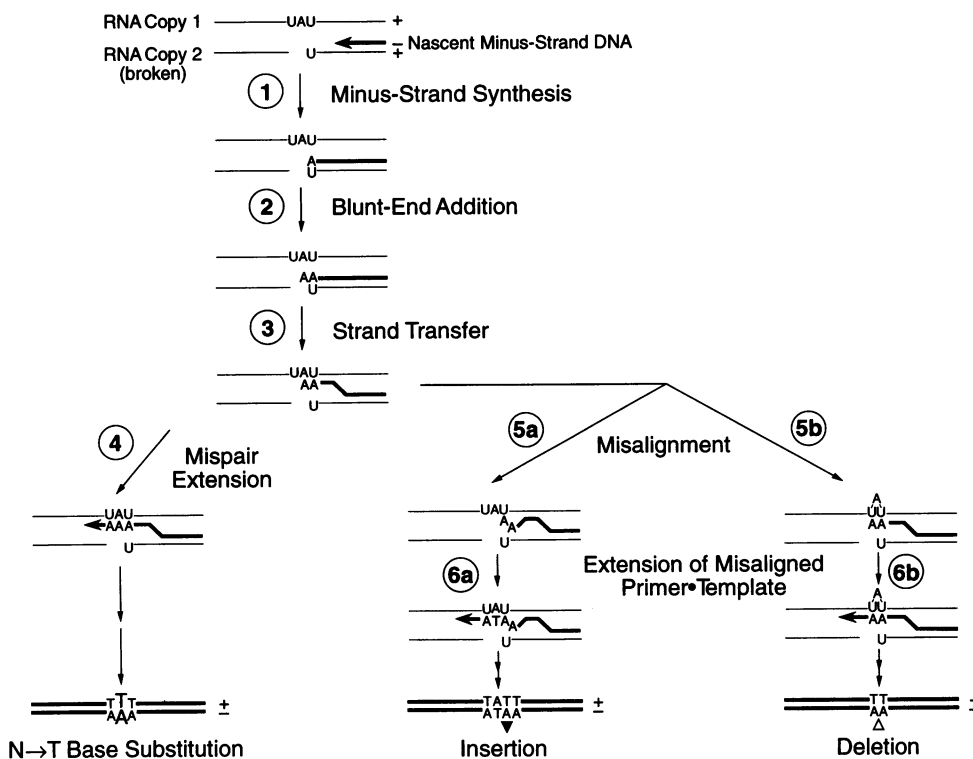 RNA Copy 1 UAU +
− Nascent Minus-Strand DNA
RNA Copy 2 U +
(broken)
1 Minus-Strand Synthesis
UAU
A
U
2 Blunt-End Addition
UAU
AA
U
3 Strand Transfer
UAU
AA
U
4 Mispair
Extension
5a Misalignment 5b
UAU
AAA
U
UAU
A
A
U
A
UU
AA
U
6a Extension of Misaligned 6b
Primer•Template
UAU
ATA
A
U
A
UU
AA
U
TTT +
AAA −
TATT +
ATAA −
TT ±
AA
N→T Base Substitution Insertion Deletion